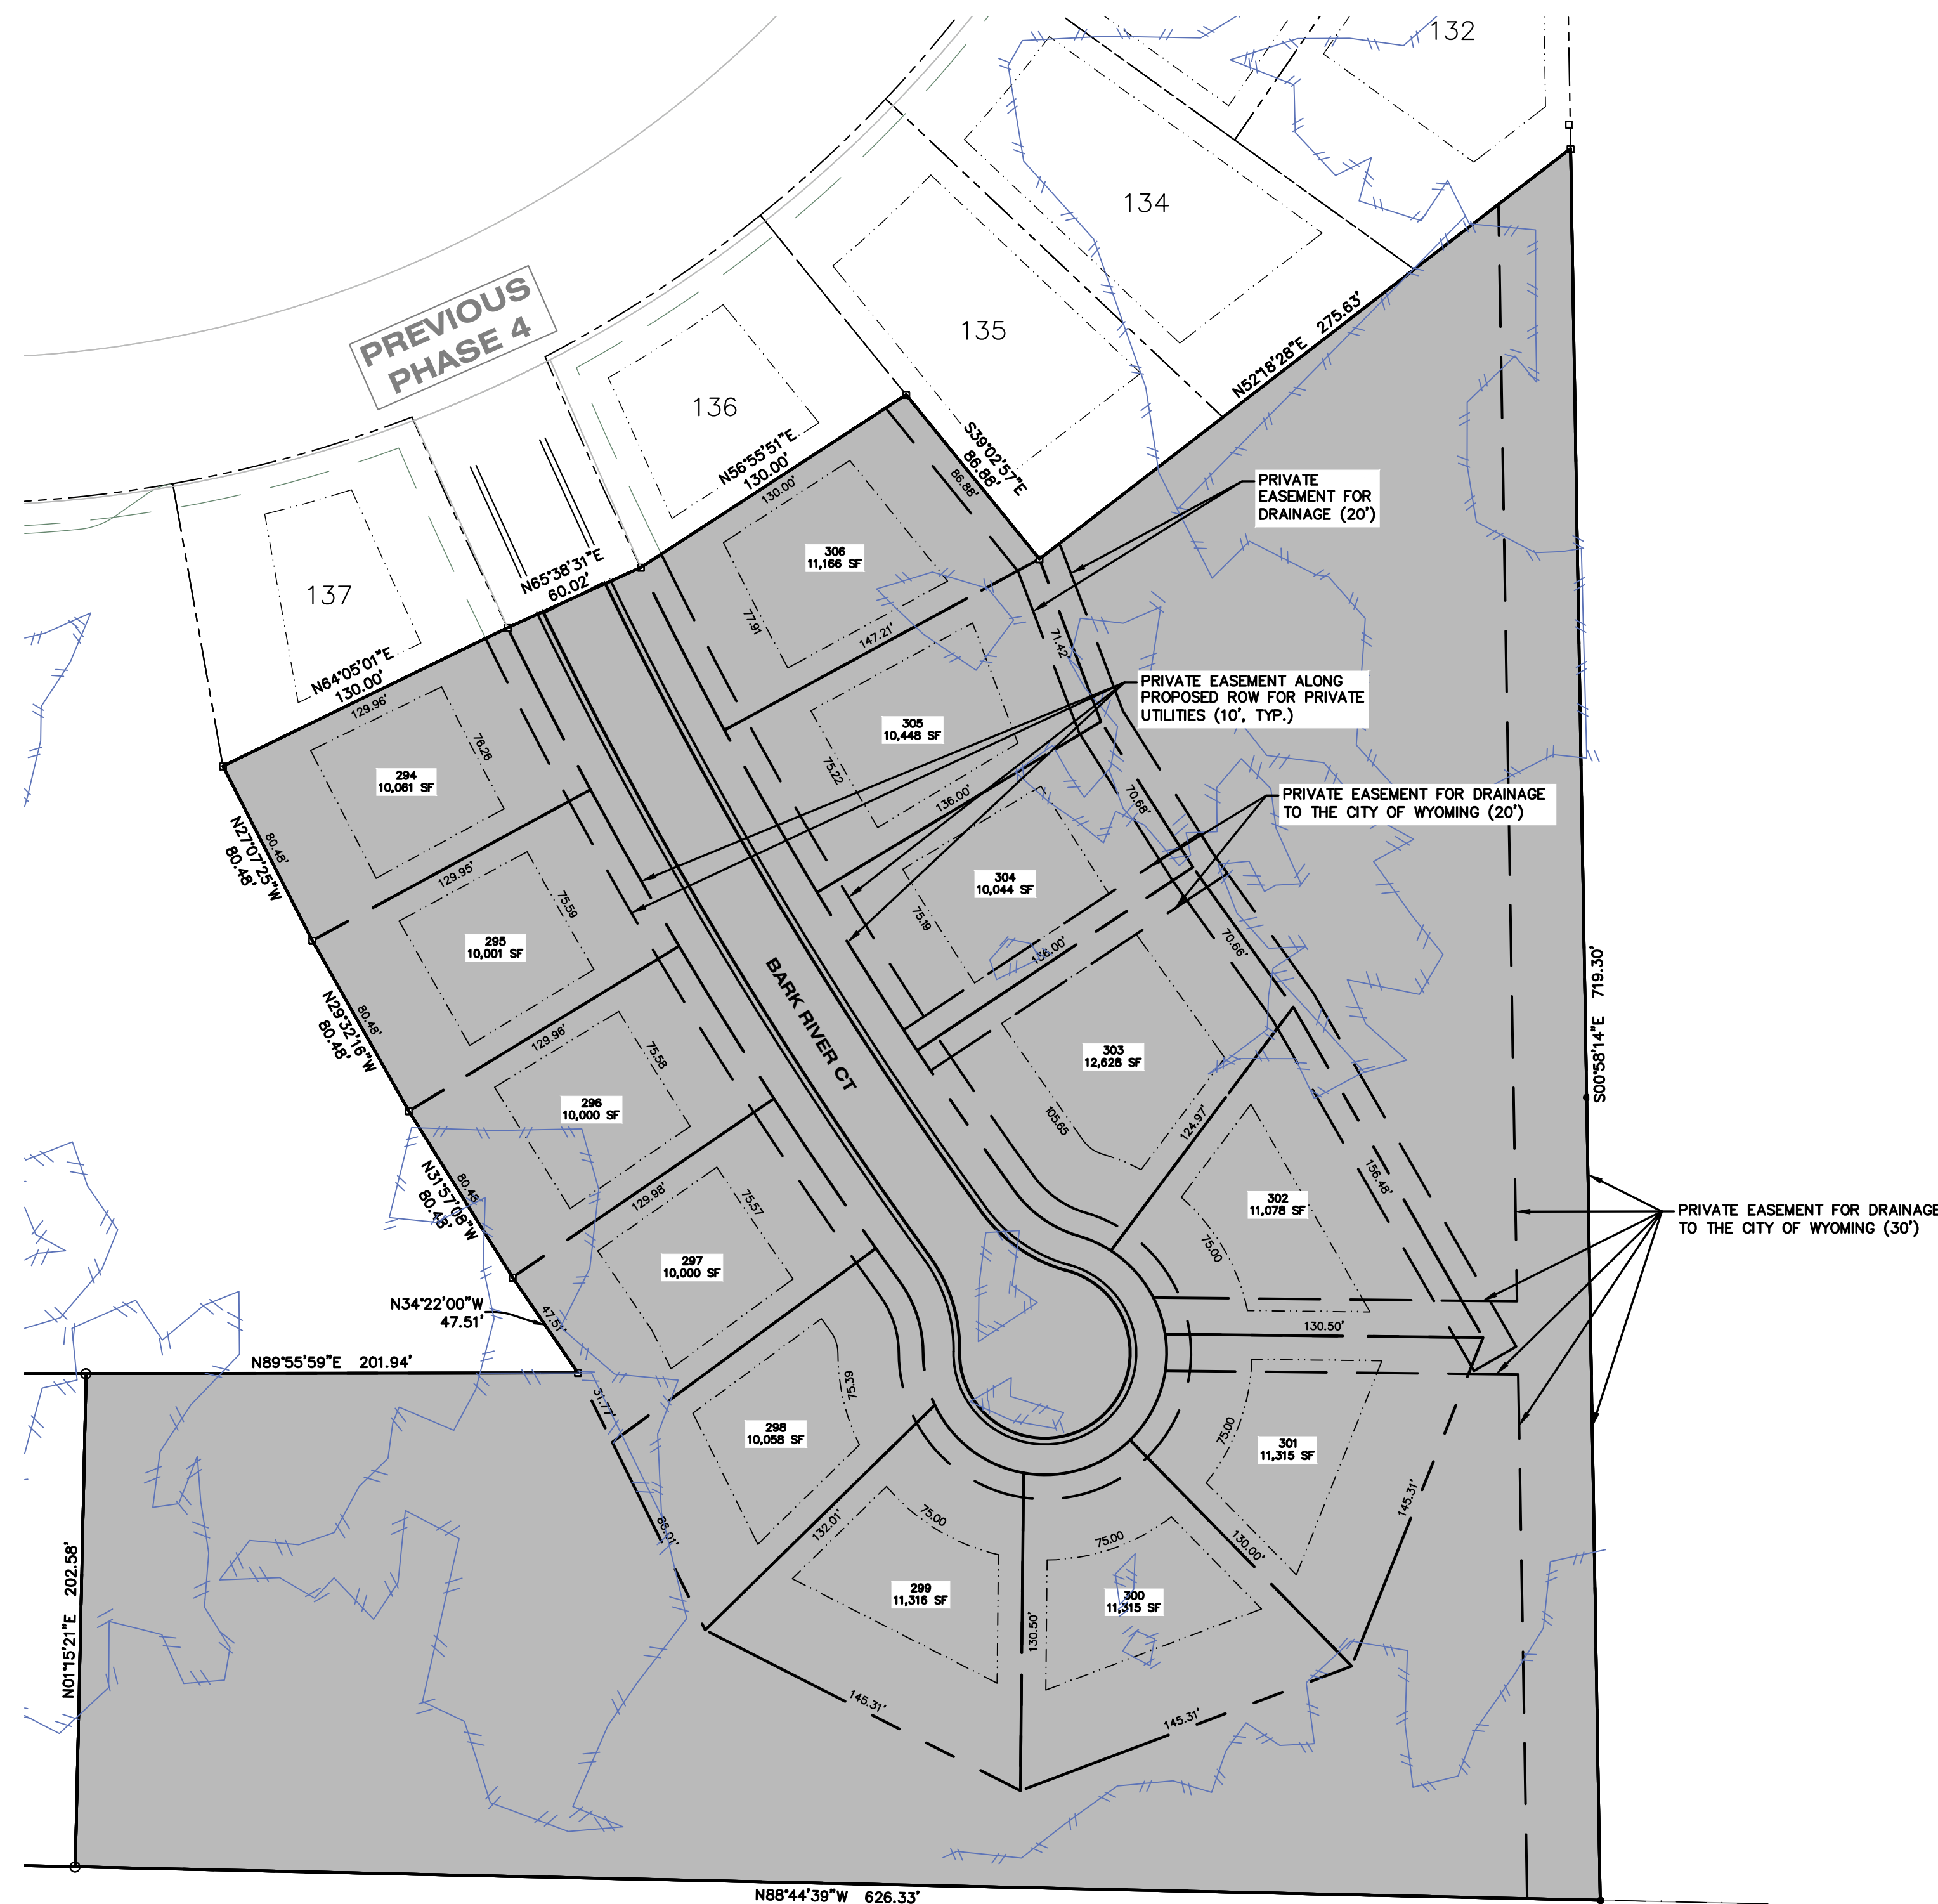 132
134
PREVIOUS
PHASE 4
135
136
137
N52°18'28"E 275.63'
S39°02'57"E
86.88'
86.88'
N56°55'51"E
130.00'
130.00'
N65°38'31"E
60.02'
N64°05'01"E
130.00'
129.96'
PRIVATE
EASEMENT FOR
DRAINAGE (20')
306
11,166 SF
77.91
147.21'
71.42'
PRIVATE EASEMENT ALONG
PROPOSED ROW FOR PRIVATE
UTILITIES (10', TYP.)
305
10,448 SF
75.22
136.00'
70.68'
PRIVATE EASEMENT FOR DRAINAGE
TO THE CITY OF WYOMING (20')
294
10,061 SF
76.26
N27°07'25"W
80.48'
80.48'
129.95'
304
10,044 SF
75.19
136.00'
70.66'
295
10,001 SF
75.59
N29°32'16"W
80.48'
80.48'
129.96'
BARK RIVER CT
S00°58'14"E 719.30'
303
12,628 SF
105.65
124.97'
296
10,000 SF
75.58
N31°57'08"W
80.48'
80.48'
129.98'
156.48'
302
11,078 SF
75.00
PRIVATE EASEMENT FOR DRAINAGE
TO THE CITY OF WYOMING (30')
297
10,000 SF
75.57
N34°22'00"W
47.51'
47.51'
130.50'
N89°55'59"E 201.94'
31.77'
75.39
298
10,058 SF
75.00
301
11,315 SF
145.31'
86.01'
132.01'
75.00
75.00
130.00'
299
11,316 SF
300
11,315 SF
130.50'
N01°15'21"E 202.58'
145.31'
145.31'
N88°44'39"W 626.33'